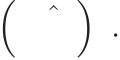 ( ^ ) .